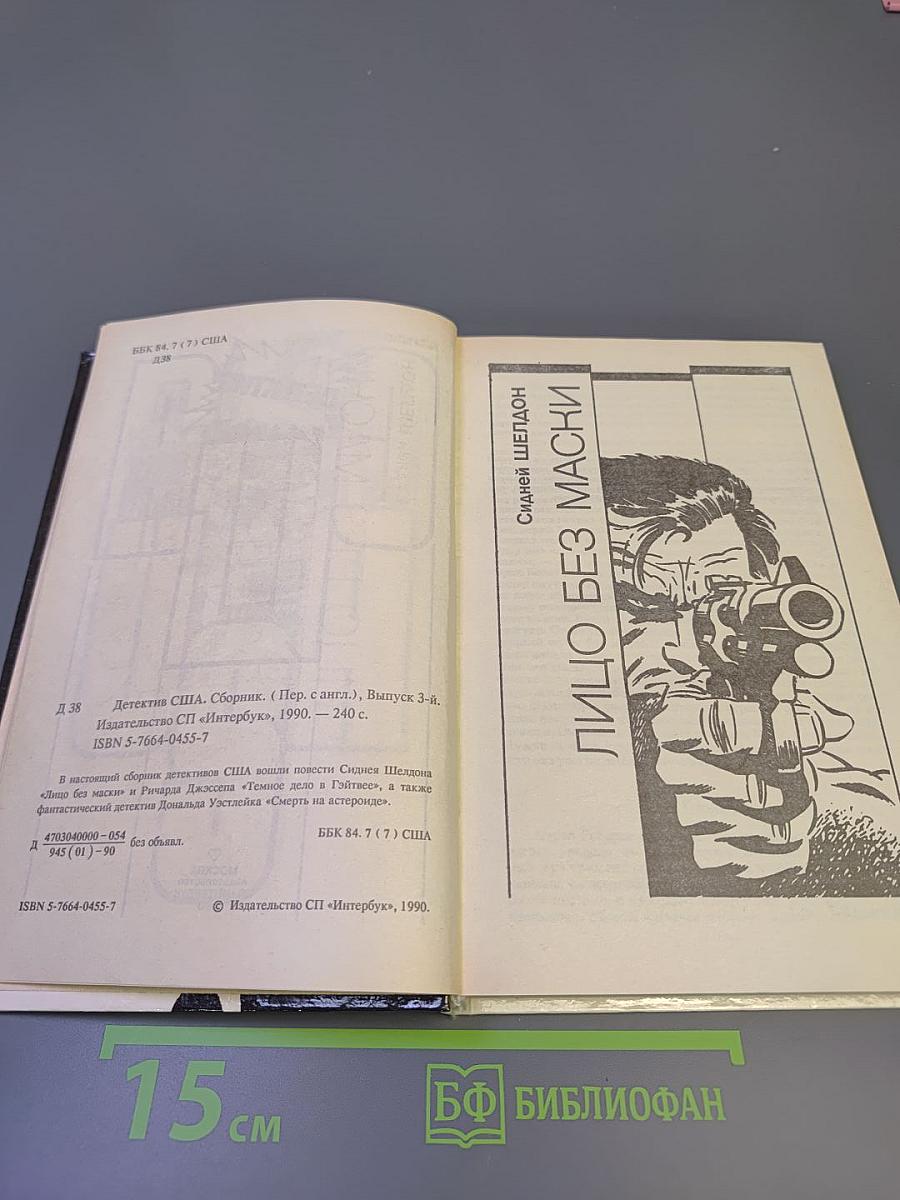 ББК 84. 7 ( 7 ) США
Д38
Д 38 Детектив США. Сборник. ( Пер. с англ.), Выпуск 3-й.
Издательство СП «Интербук», 1990. — 240 с.
ISBN 5-7664-0455-7
В настоящий сборник детективов США вошли повести Сиднея Шелдона
«Лицо без маски» и Ричарда Джэссепа «Темное дело в Гэйтвее», а также
фантастический детектив Дональда Уэстлейка «Смерть на астероиде».
Д 4703040000 – 054 / 945 ( 01 ) – 90 без объявл.
ББК 84. 7 ( 7 ) США
ISBN 5-7664-0455-7
© Издательство СП «Интербук», 1990.
Сидней ШЕЛДОН
ЛИЦО БЕЗ МАСКИ
15 см
БФ БИБЛИОФАН